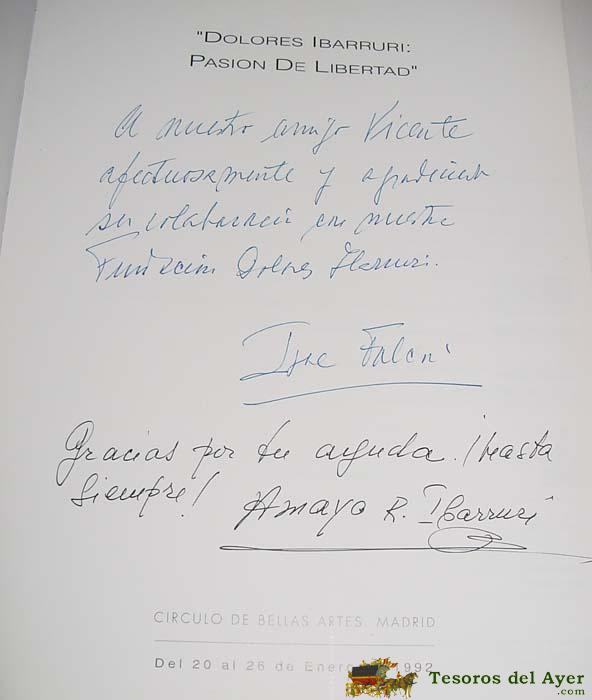 "DOLORES IBARRURI:
PASION DE LIBERTAD"
A nuestro amigo Vicente
afectuosamente y agradeciendo
su colaboración con nuestra
Fundación Dolores Ibarruri.
Irene Falcón
Gracias por tu ayuda. ¡hasta
siempre!
Amaya R. Ibarruri
CIRCULO DE BELLAS ARTES. MADRID
Del 20 al 26 de Enero 1992
Tesoros del Ayer
.com